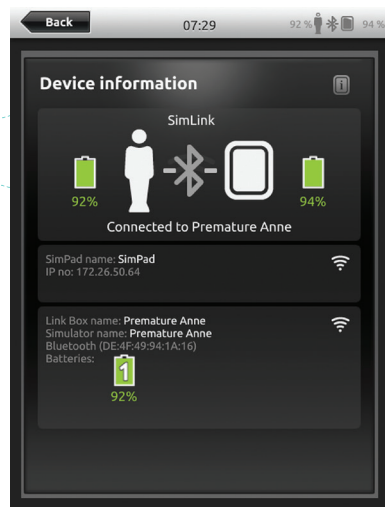 Back
07:29
92 %
94 %
Device information
i
SimLink
92%
94%
Connected to Premature Anne
SimPad name: SimPad
IP no: 172.26.50.64
Link Box name: Premature Anne
Simulator name: Premature Anne
Bluetooth (DE:4F:49:94:1A:16)
Batteries:
1
92%